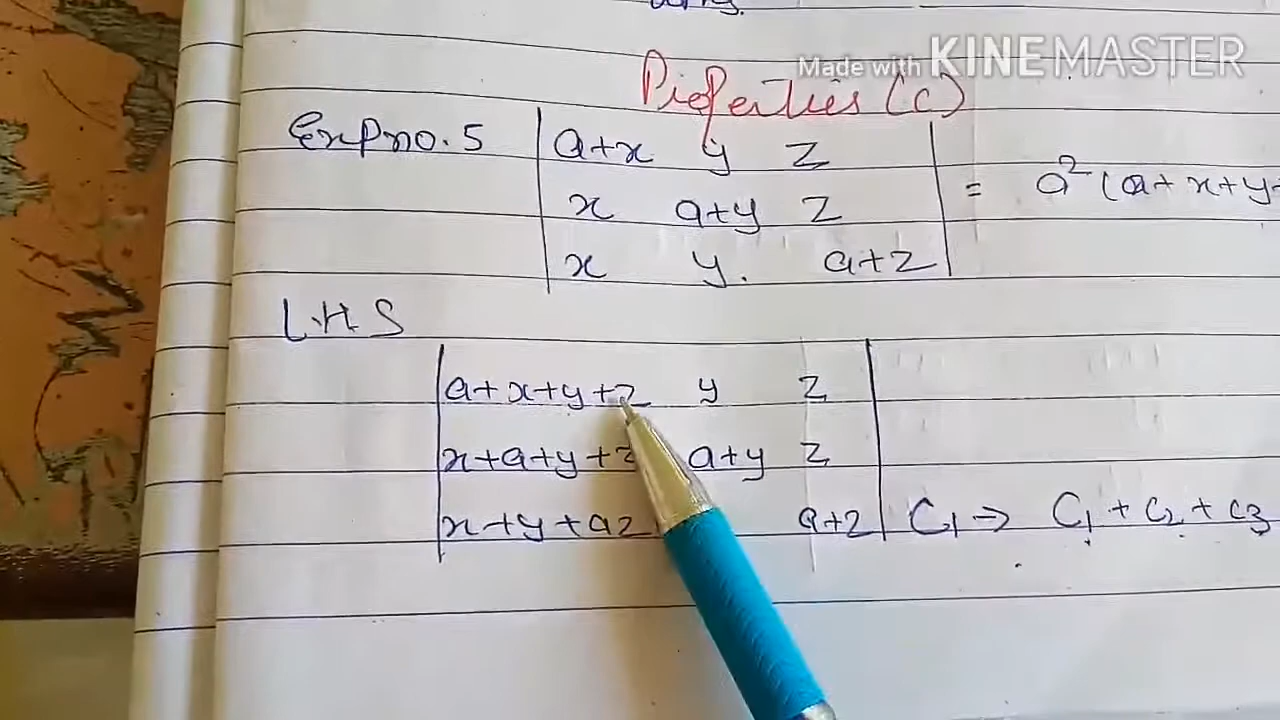 Made with KINEMASTER
Properties (c)
Exp no. 5 | a+x y z |
| x a+y z | = a² (a+x+y+
| x y. a+z |
L.H.S
| a+x+y+z y z |
| x+a+y+z a+y z |
| x+y+az a+z | C₁ → C₁ + C₂ + C₃